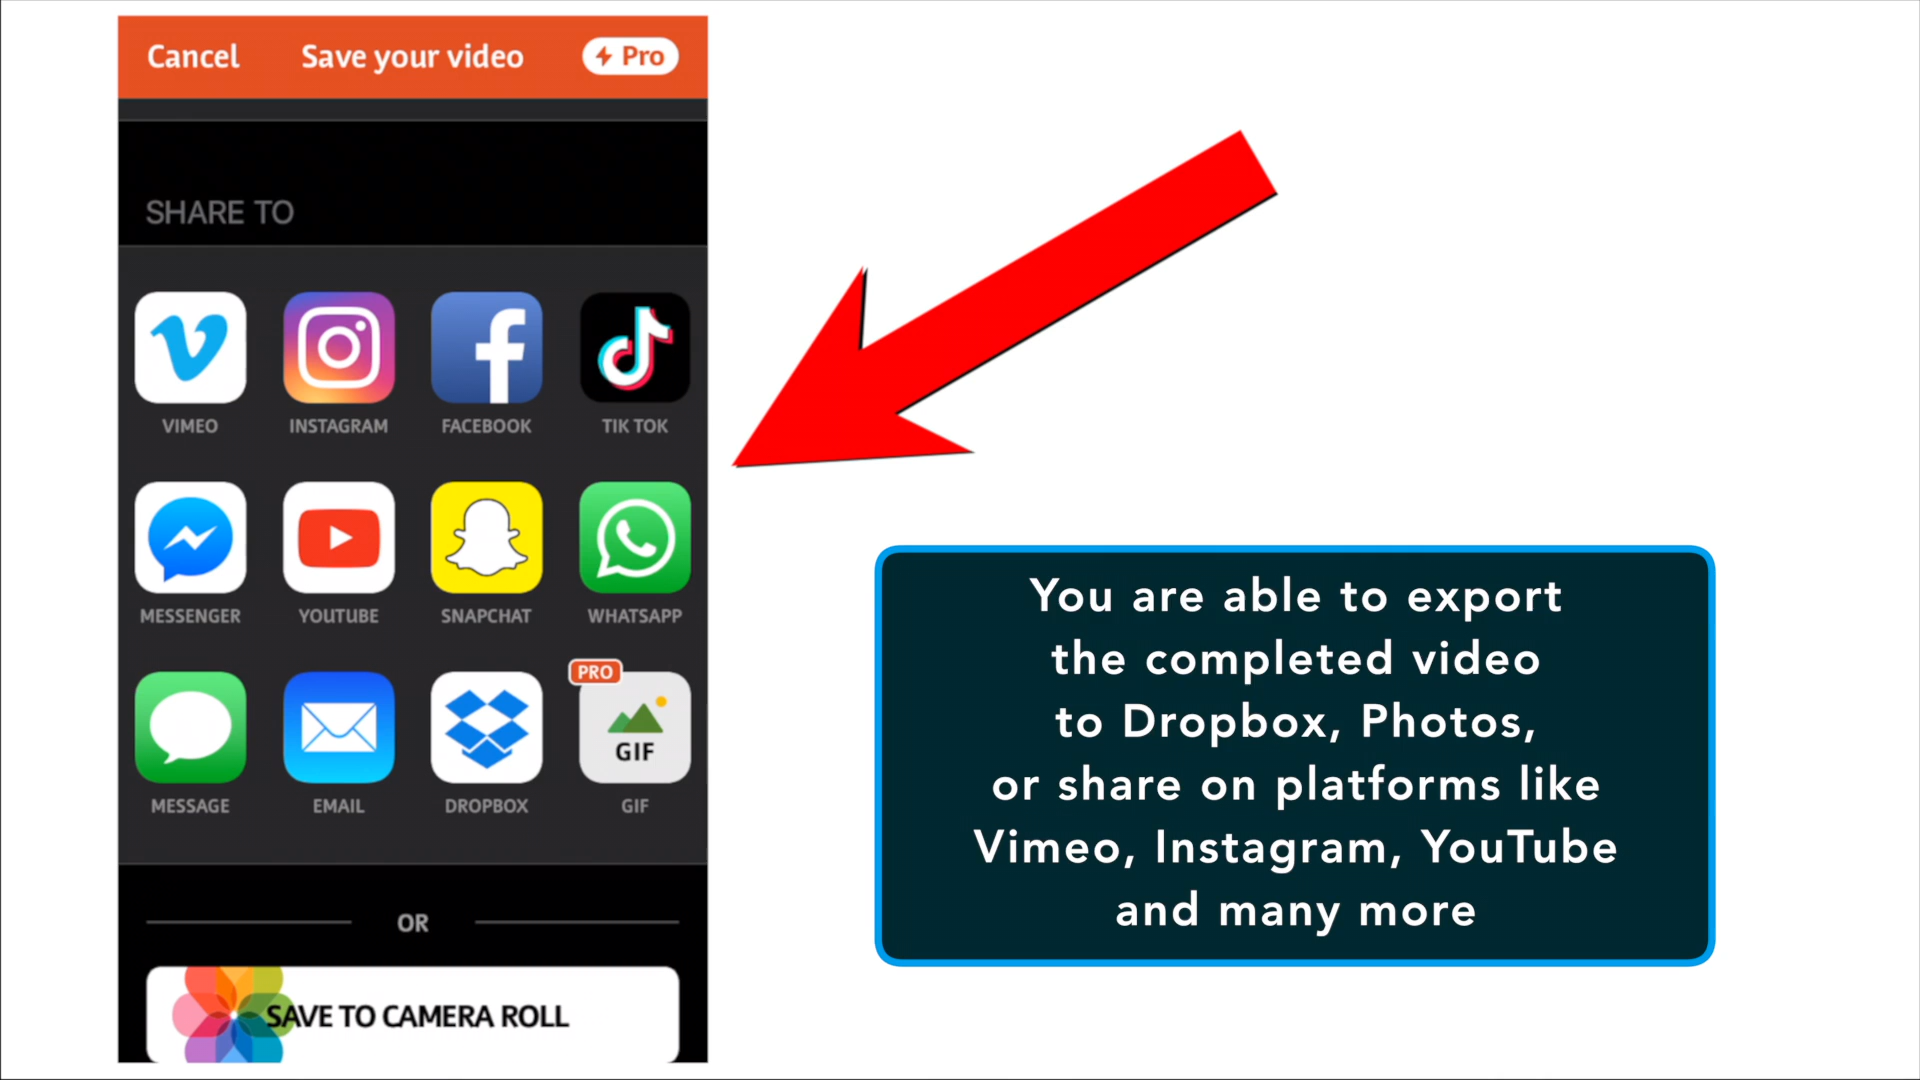 Cancel Save your video Pro
SHARE TO
VIMEO INSTAGRAM FACEBOOK TIK TOK
MESSENGER YOUTUBE SNAPCHAT WHATSAPP
PRO
GIF
MESSAGE EMAIL DROPBOX GIF
OR
SAVE TO CAMERA ROLL
You are able to export
the completed video
to Dropbox, Photos,
or share on platforms like
Vimeo, Instagram, YouTube
and many more